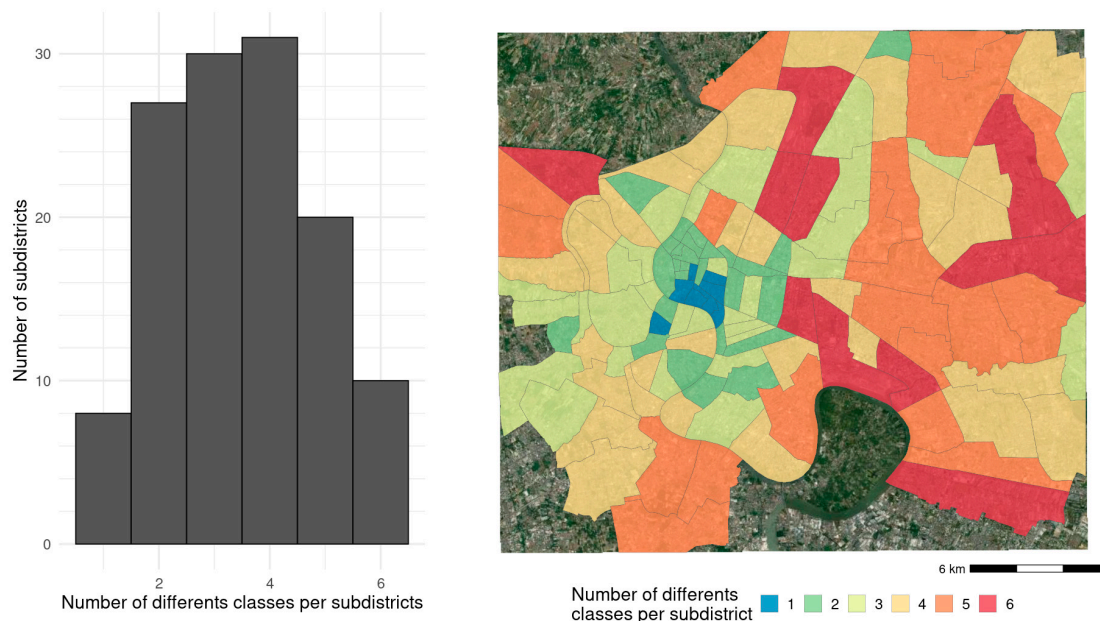 30
20
10
0
Number of subdistricts
2 4 6
Number of differents classes per subdistricts
6 km
Number of differents
classes per subdistrict
1 2 3 4 5 6